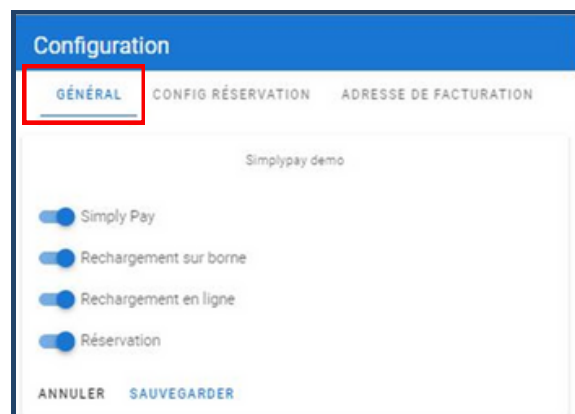 Configuration
GÉNÉRAL CONFIG RÉSERVATION ADRESSE DE FACTURATION
Simplypay demo
Simply Pay
Rechargement sur borne
Rechargement en ligne
Réservation
ANNULER SAUVEGARDER